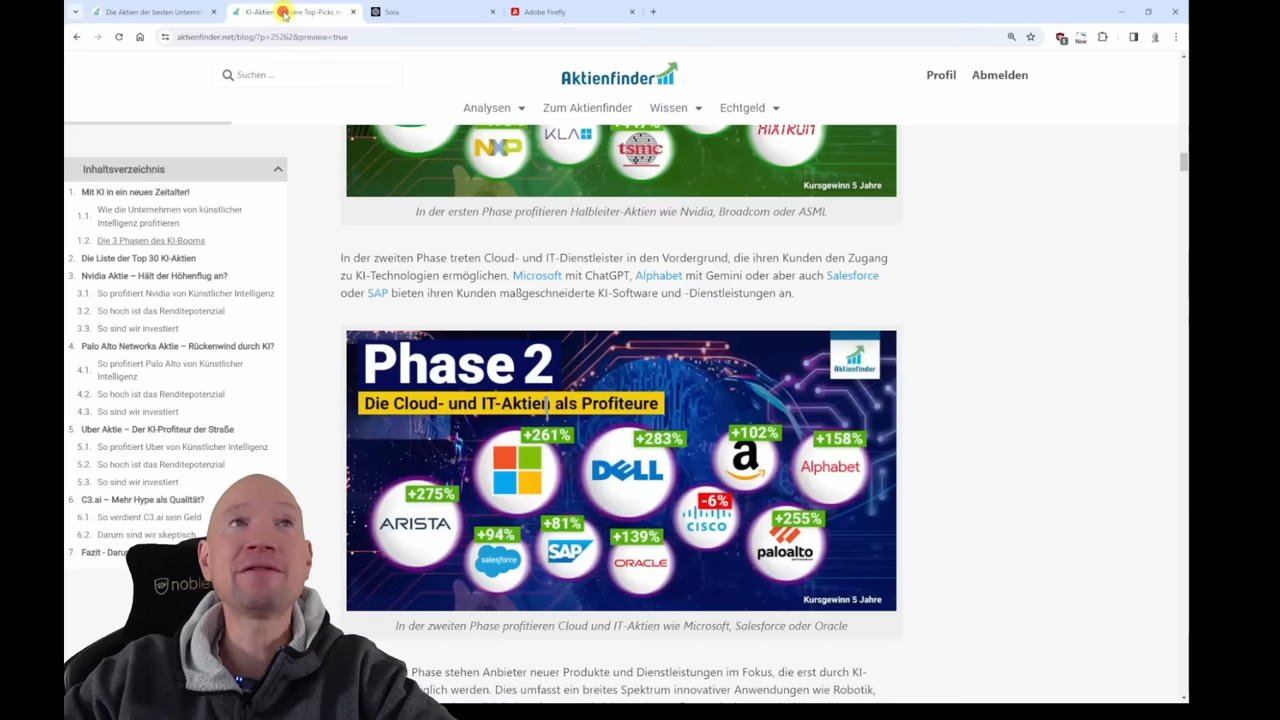 Die Aktien der besten Unterneh
KI-Aktien
sere Top-Picks
Sora
Adobe Firefly
aktienfinder.net/blog/?p=25262&preview=true
New
Suchen ...
Aktienfinder
Profil
Abmelden
Analysen
Zum Aktienfinder
Wissen
Echtgeld
Inhaltsverzeichnis
1. Mit KI in ein neues Zeitalter!
1.1. Wie die Unternehmen von künstlicher
Intelligenz profitieren
1.2. Die 3 Phasen des KI-Booms
2. Die Liste der Top 30 KI-Aktien
3. Nvidia Aktie – Hält der Höhenflug an?
3.1. So profitiert Nvidia von Künstlicher Intelligenz
3.2. So hoch ist das Renditepotenzial
3.3. So sind wir investiert
4. Palo Alto Networks Aktie – Rückenwind durch KI?
4.1. So profitiert Palo Alto von Künstlicher
Intelligenz
4.2. So hoch ist das Renditepotenzial
4.3. So sind wir investiert
5. Uber Aktie – Der KI-Profiteur der Straße
5.1. So profitiert Uber von Künstlicher Intelligenz
5.2. So hoch ist das Renditepotenzial
5.3. So sind wir investiert
6. C3.ai – Mehr Hype als Qualität?
6.1. So verdient C3.ai sein Geld
6.2. Darum sind wir skeptisch
7. Fazit - Daru
NXP
KLA
tsmc
AIXTRON
Kursgewinn 5 Jahre
In der ersten Phase profitieren Halbleiter-Aktien wie Nvidia, Broadcom oder ASML
In der zweiten Phase treten Cloud- und IT-Dienstleister in den Vordergrund, die ihren Kunden den Zugang
zu KI-Technologien ermöglichen. Microsoft mit ChatGPT, Alphabet mit Gemini oder aber auch Salesforce
oder SAP bieten ihren Kunden maßgeschneiderte KI-Software und -Dienstleistungen an.
Phase 2
Aktienfinder
Die Cloud- und IT-Aktien als Profiteure
+261%
+283%
+102%
+158%
DELL
a
Alphabet
+275%
ARISTA
-6%
CISCO
+94%
salesforce
+81%
SAP
+139%
ORACLE
+255%
paloalto
Kursgewinn 5 Jahre
In der zweiten Phase profitieren Cloud und IT-Aktien wie Microsoft, Salesforce oder Oracle
Phase stehen Anbieter neuer Produkte und Dienstleistungen im Fokus, die erst durch KI-
glich werden. Dies umfasst ein breites Spektrum innovativer Anwendungen wie Robotik,
noble